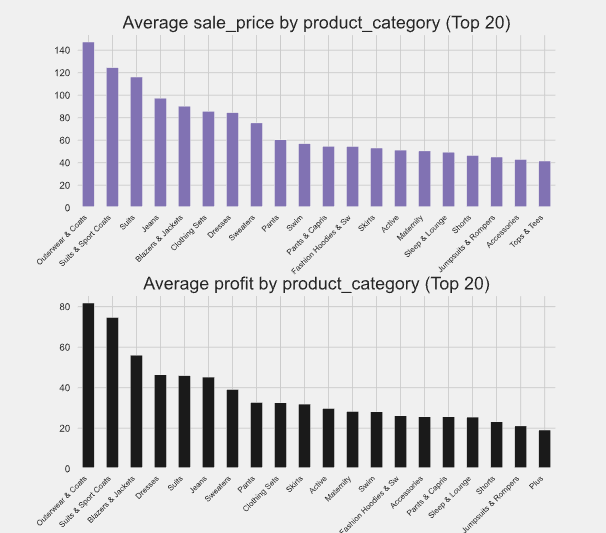 Average sale_price by product_category (Top 20)
140
120
100
80
60
40
20
0
Outerwear & Coats
Suits & Sport Coats
Suits
Jeans
Blazers & Jackets
Clothing Sets
Dresses
Sweaters
Pants
Swim
Pants & Capris
Fashion Hoodies & Sw
Skirts
Active
Maternity
Sleep & Lounge
Shorts
Jumpsuits & Rompers
Accessories
Tops & Tees
Average profit by product_category (Top 20)
80
60
40
20
0
Outerwear & Coats
Suits & Sport Coats
Blazers & Jackets
Dresses
Suits
Jeans
Sweaters
Pants
Clothing Sets
Skirts
Active
Maternity
Swim
Fashion Hoodies & Sw
Accessories
Pants & Capris
Sleep & Lounge
Shorts
Jumpsuits & Rompers
Plus